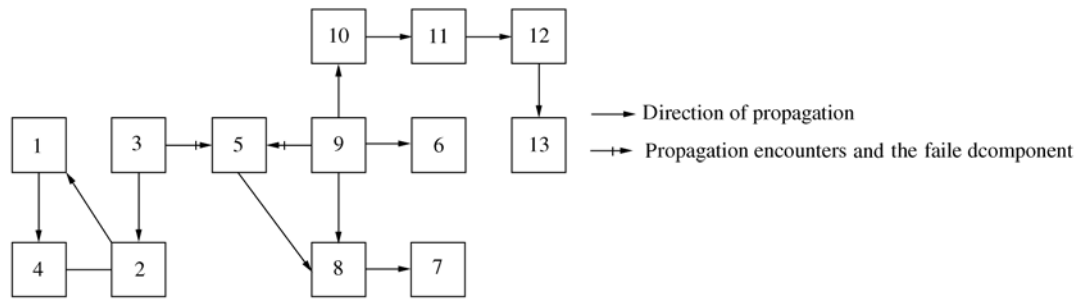 10 11 12
Direction of propagation
1 3 5 9 6 13
Propagation encounters and the faile dcomponent
4 2 8 7